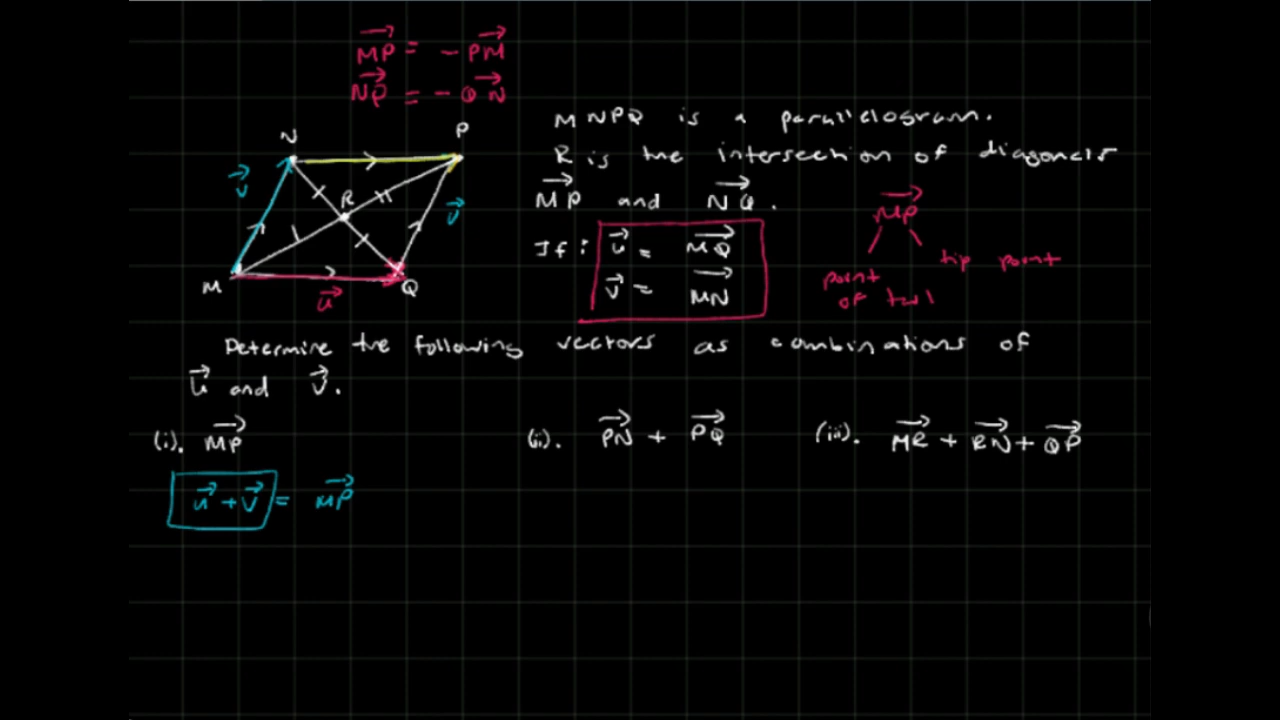 MP = - PM
NP = - QN
MNPQ is a parallelogram.
R is the intersection of diagonals
MP and NQ.
If: u = MQ
v = MN
MP
point of tail
tip point
N
P
v
R
v
M
Q
u
Determine the following vectors as combinations of
u and v.
(i). MP
u + v = MP
(ii). PN + PQ
(iii). MR + RN + QP